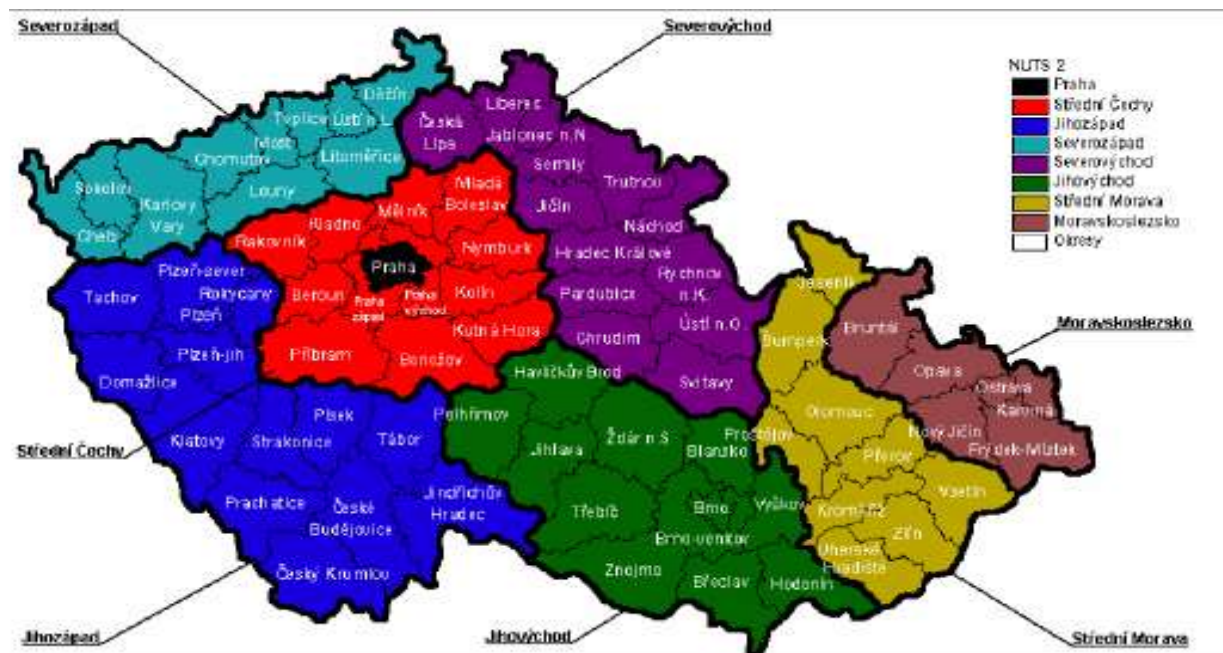 Severozápad
Severovýchod
NUTS 2
Praha
Střední Čechy
Jihozápad
Severozápad
Severovýchod
Jihovýchod
Střední Morava
Moravskoslezsko
Okresy
Děčín
Teplice
Ústí n.L.
Most
Chomutov
Litoměřice
Louny
Sokolov
Karlovy
Vary
Cheb
Česká
Lípa
Liberec
Jablonec n.N
Semily
Trutnov
Jičín
Náchod
Hradec Králové
Rychnov
n.K.
Pardubice
Ústí n.O.
Chrudim
Svitavy
Mladá
Boleslav
Mělník
Kladno
Rakovník
Nymburk
Praha
Beroun
Praha
západ
Praha
východ
Kolín
Kutná Hora
Příbram
Benešov
Plzeň-sever
Tachov
Rokycany
Plzeň
Plzeň-jih
Domažlice
Klatovy
Písek
Strakonice
Tábor
Prachatice
České
Budějovice
Jindřichův
Hradec
Český Krumlov
Havlíčkův Brod
Pelhřimov
Jihlava
Žďár n.S.
Blansko
Třebíč
Brno
Vyškov
Brno-venkov
Znojmo
Břeclav
Hodonín
Jeseník
Šumperk
Olomouc
Prostějov
Přerov
Kroměříž
Vsetín
Zlín
Uherské
Hradiště
Bruntál
Opava
Ostrava
Karviná
Nový Jičín
Frýdek-Místek
Moravskoslezsko
Střední Čechy
Jihozápad
Jihovýchod
Střední Morava